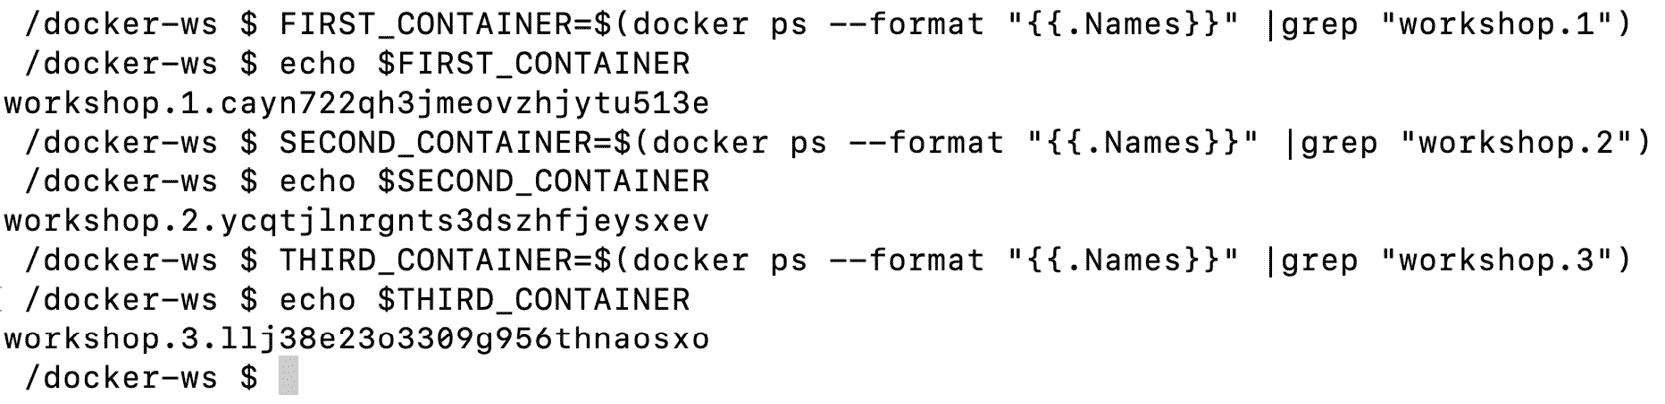 /docker-ws $ FIRST_CONTAINER=$(docker ps --format "{{.Names}}" |grep "workshop.1")
/docker-ws $ echo $FIRST_CONTAINER
workshop.1.cayn722qh3jmeovzhjytu513e
/docker-ws $ SECOND_CONTAINER=$(docker ps --format "{{.Names}}" |grep "workshop.2")
/docker-ws $ echo $SECOND_CONTAINER
workshop.2.ycqtjlnrgnts3dszhfjeysxev
/docker-ws $ THIRD_CONTAINER=$(docker ps --format "{{.Names}}" |grep "workshop.3")
/docker-ws $ echo $THIRD_CONTAINER
workshop.3.llj38e23o3309g956thnaosxo
/docker-ws $